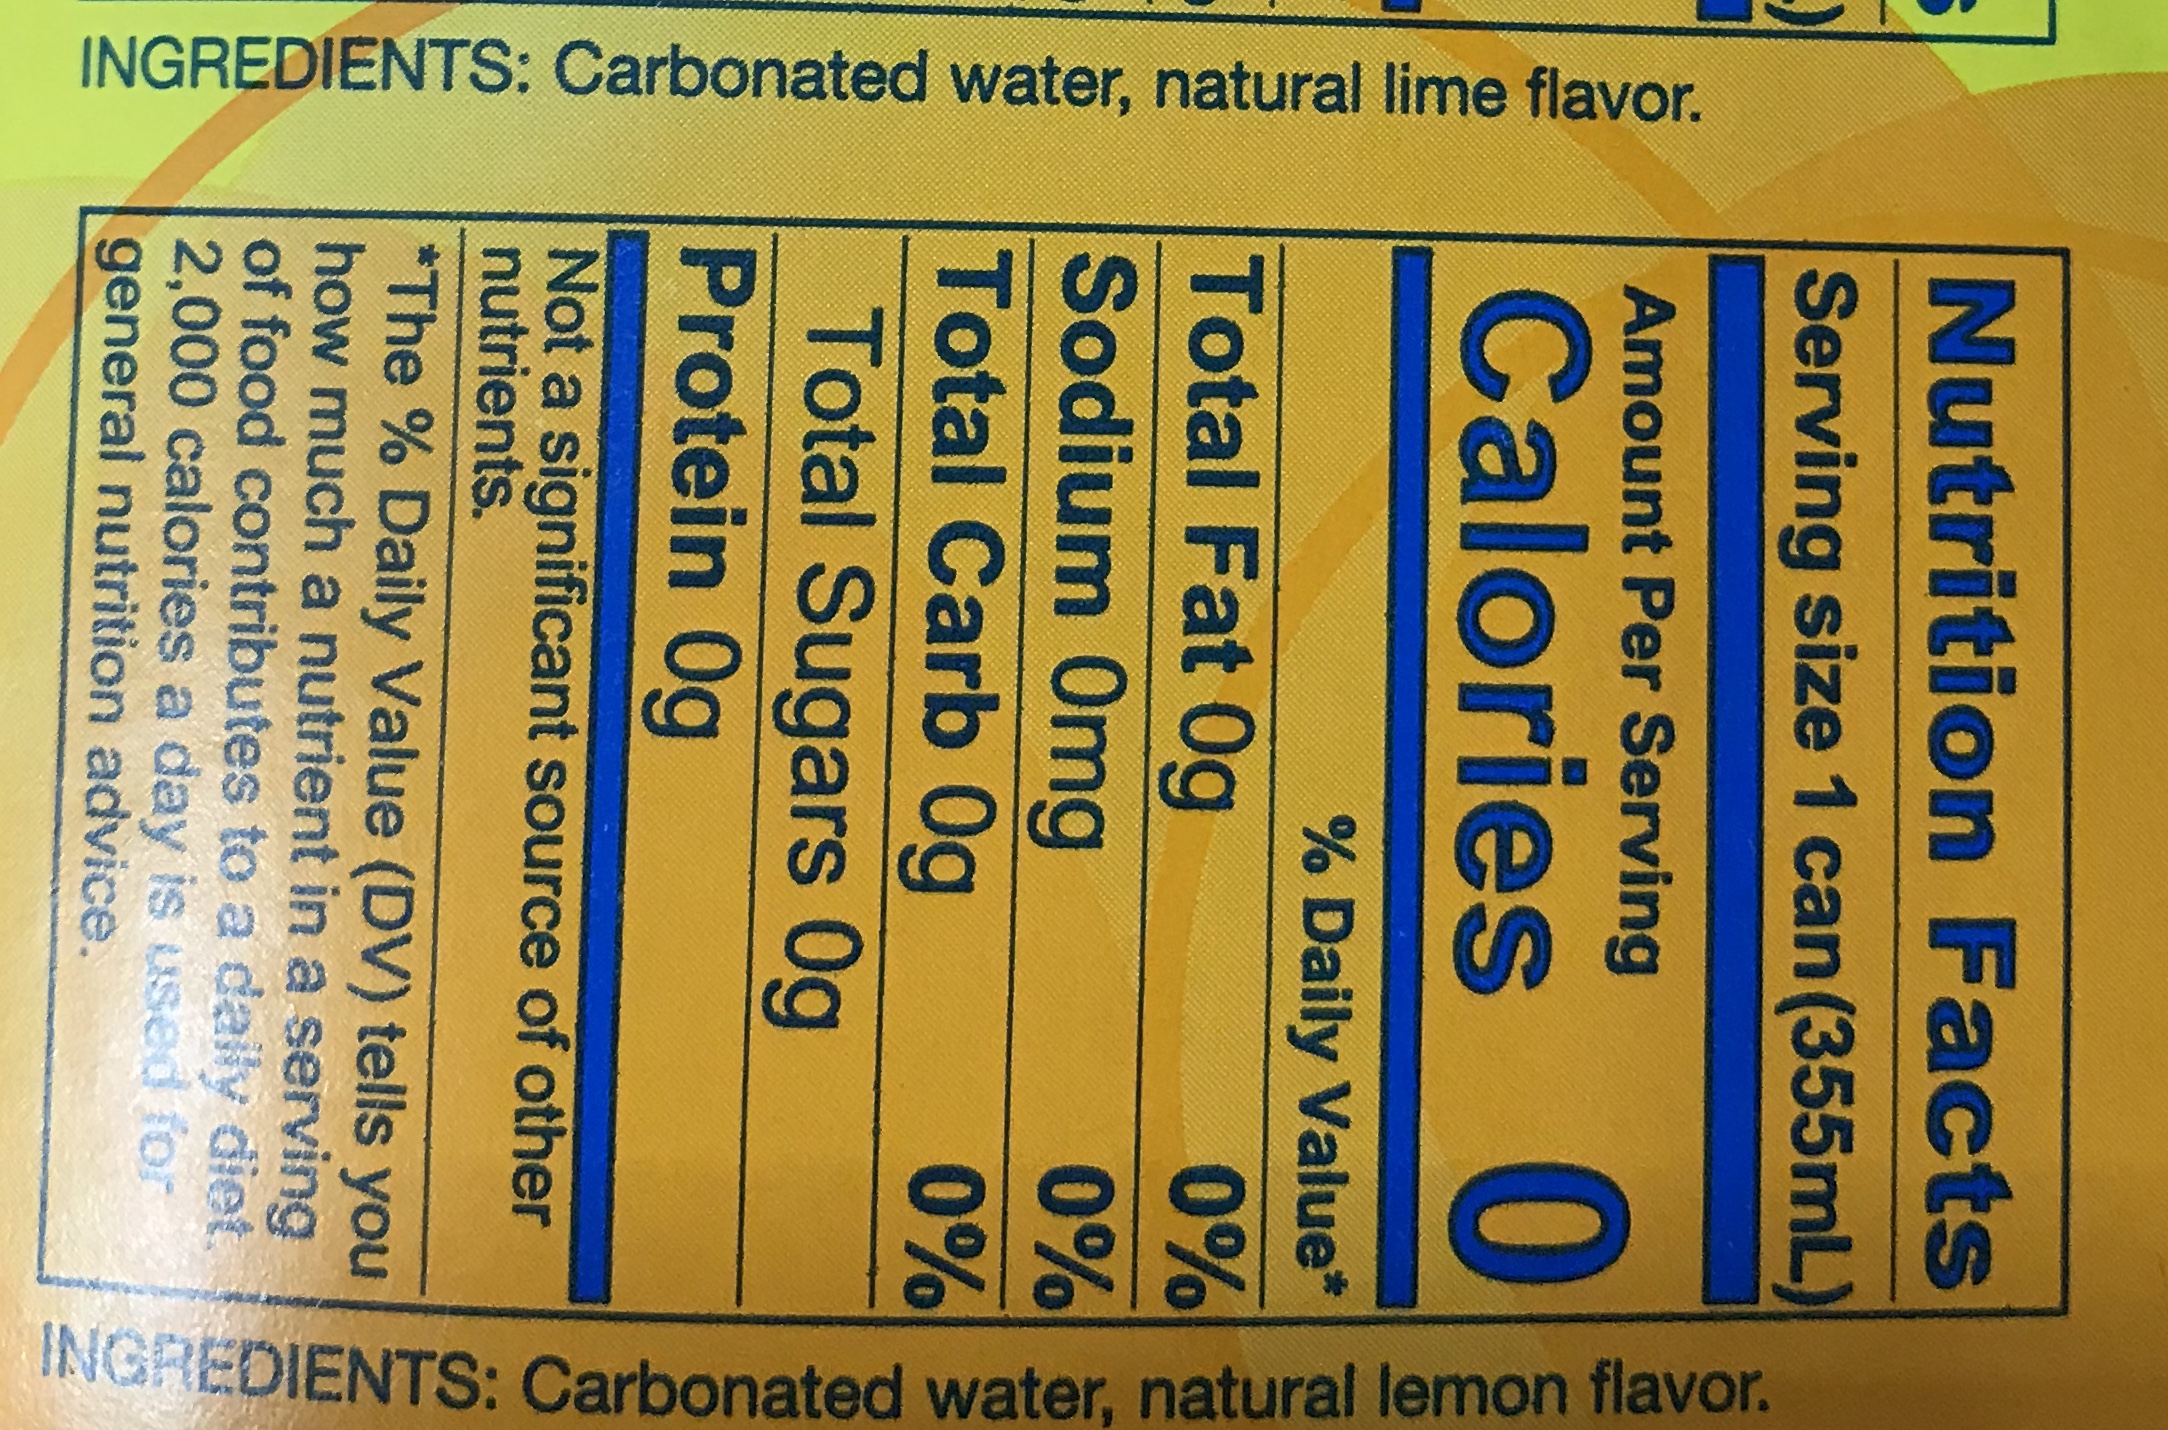 INGREDIENTS: Carbonated water, natural lime flavor.
Nutrition Facts
Serving size 1 can (355mL)
Amount Per Serving
Calories 0
% Daily Value*
Total Fat 0g 0%
Sodium 0mg 0%
Total Carb 0g 0%
Total Sugars 0g
Protein 0g
Not a significant source of other
nutrients.
*The % Daily Value (DV) tells you
how much a nutrient in a serving
of food contributes to a daily diet.
2,000 calories a day is used for
general nutrition advice.
INGREDIENTS: Carbonated water, natural lemon flavor.